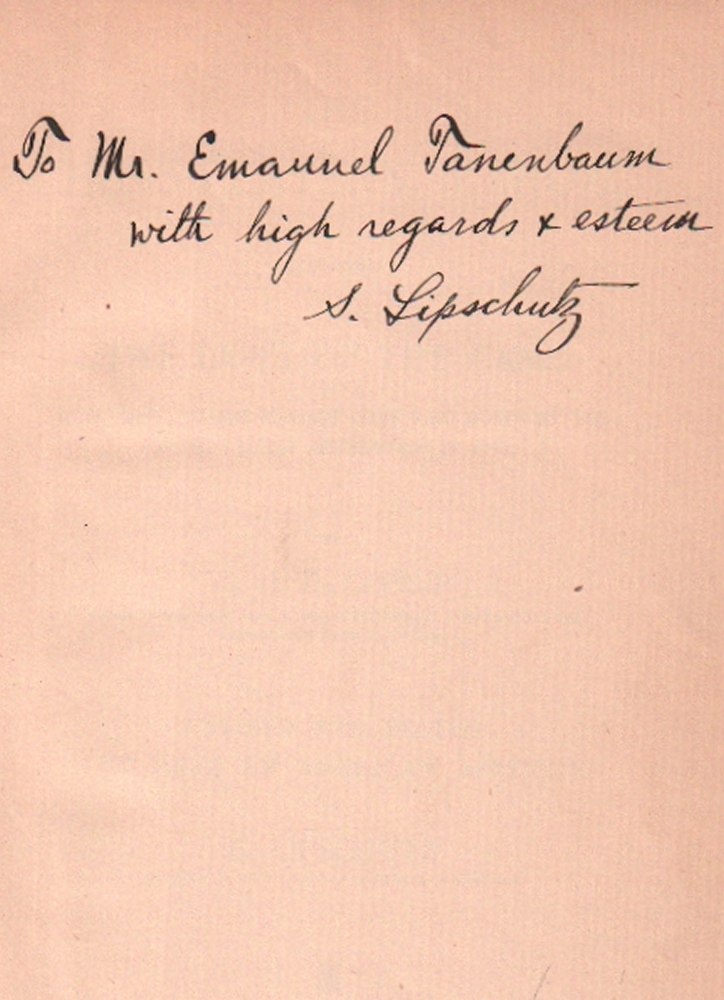 To Mr. Emanuel Tanenbaum
with high regards & esteem
S. Lipschutz